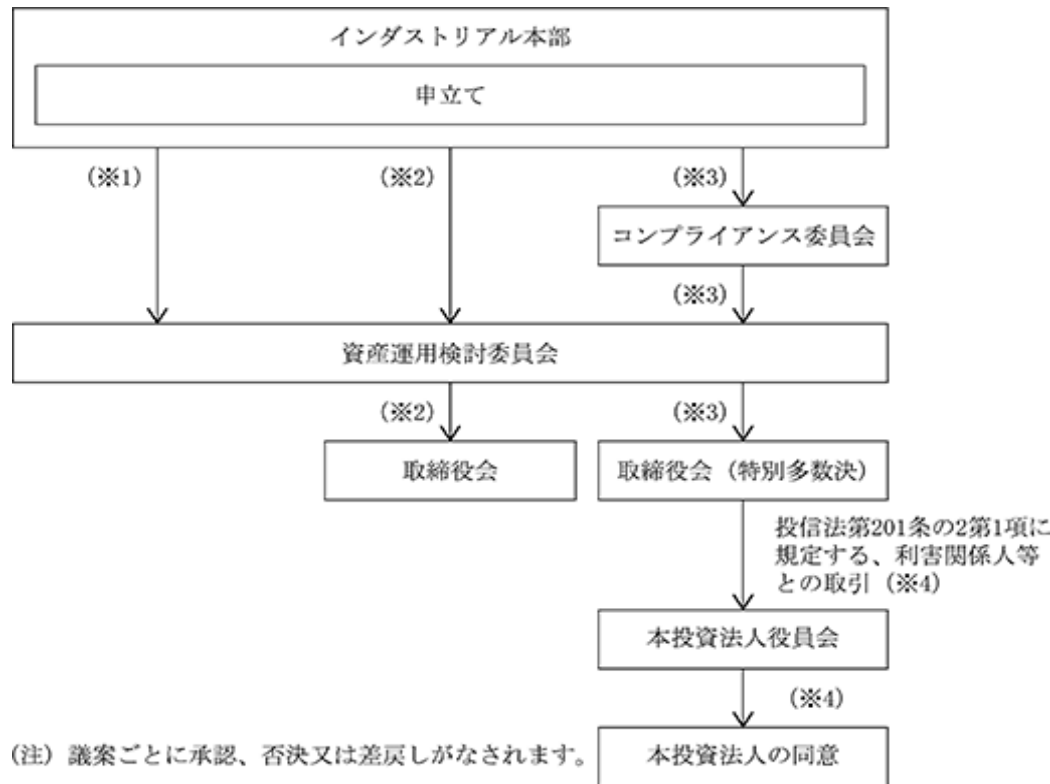 インダストリアル本部
申立て
(※1)
(※2)
(※3)
コンプライアンス委員会
(※3)
資産運用検討委員会
(※2)
(※3)
取締役会
取締役会（特別多数決）
投信法第201条の2第1項に
規定する、利害関係人等
との取引（※4）
本投資法人役員会
(※4)
(注) 議案ごとに承認、否決又は差戻しがなされます。
本投資法人の同意